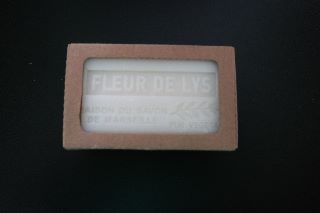 FLEUR DE LYS
MAISON DU SAVON
DE MARSEILLE